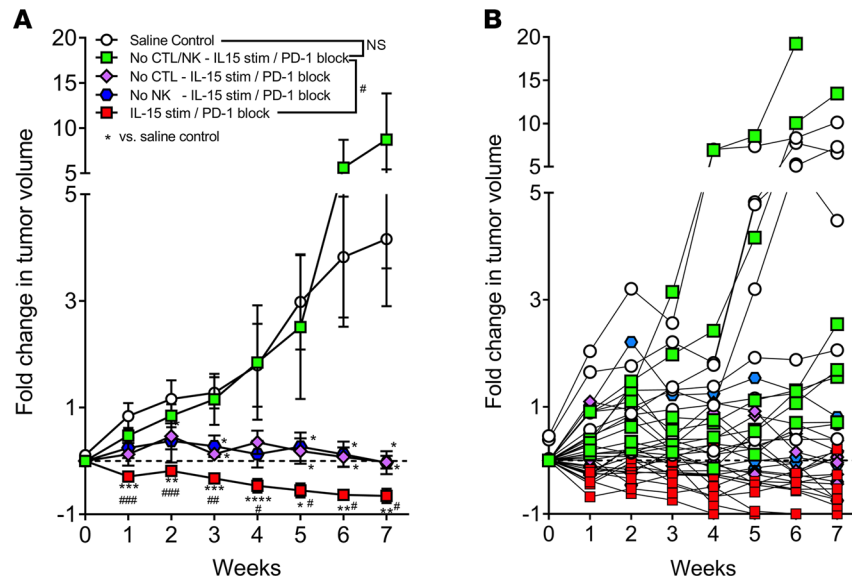 A
Fold change in tumor volume
20
15
10
5
5
3
1
-1
Saline Control
NS
No CTL/NK - IL15 stim / PD-1 block
No CTL - IL-15 stim / PD-1 block
#
No NK - IL-15 stim / PD-1 block
IL-15 stim / PD-1 block
* vs. saline control
* * * *
* * * *
*** ** *** **** * # ** # ** #
### ### ## #
0 1 2 3 4 5 6 7
Weeks
B
Fold change in tumor volume
20
15
10
5
5
3
1
-1
0 1 2 3 4 5 6 7
Weeks